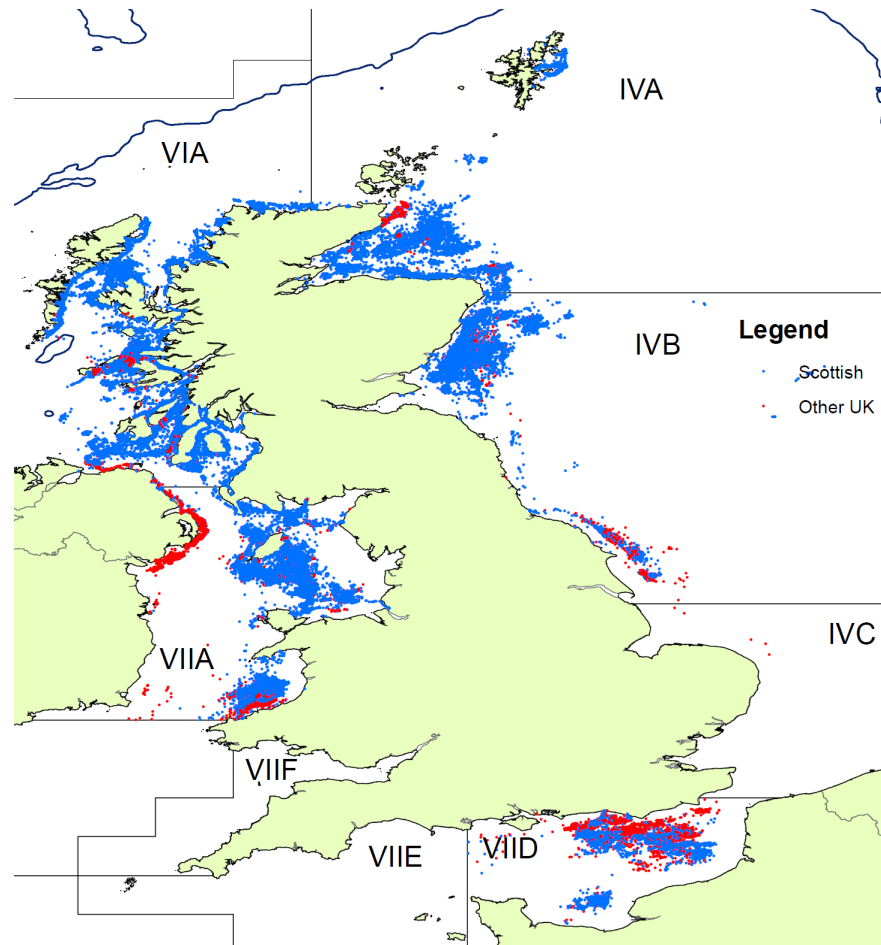 IVA
VIA
IVB
Legend
Scottish
Other UK
IVC
VIIA
VIIF
VIIE
VIID